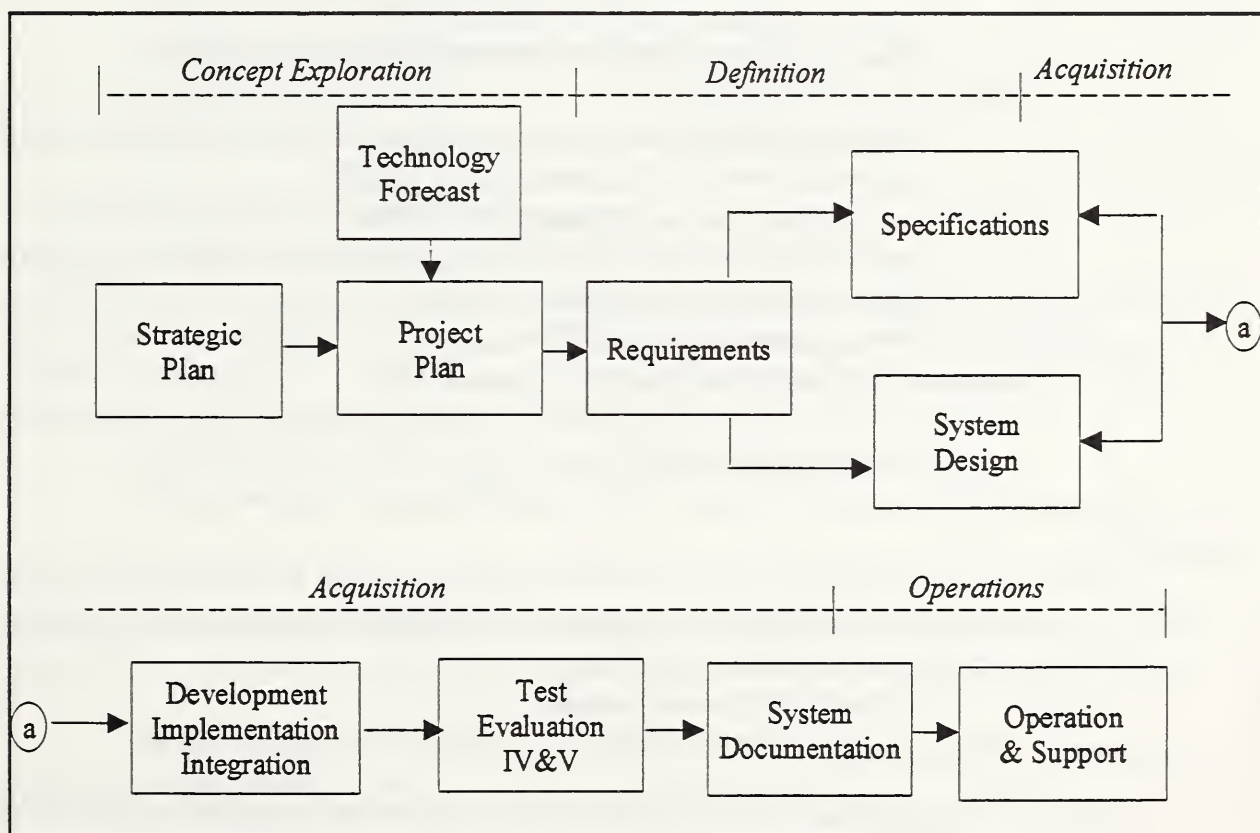 Concept Exploration
Definition
Acquisition
Technology
Forecast
Specifications
Strategic
Plan
Project
Plan
Requirements
a
System
Design
Acquisition
Operations
a
Development
Implementation
Integration
Test
Evaluation
IV&V
System
Documentation
Operation
& Support